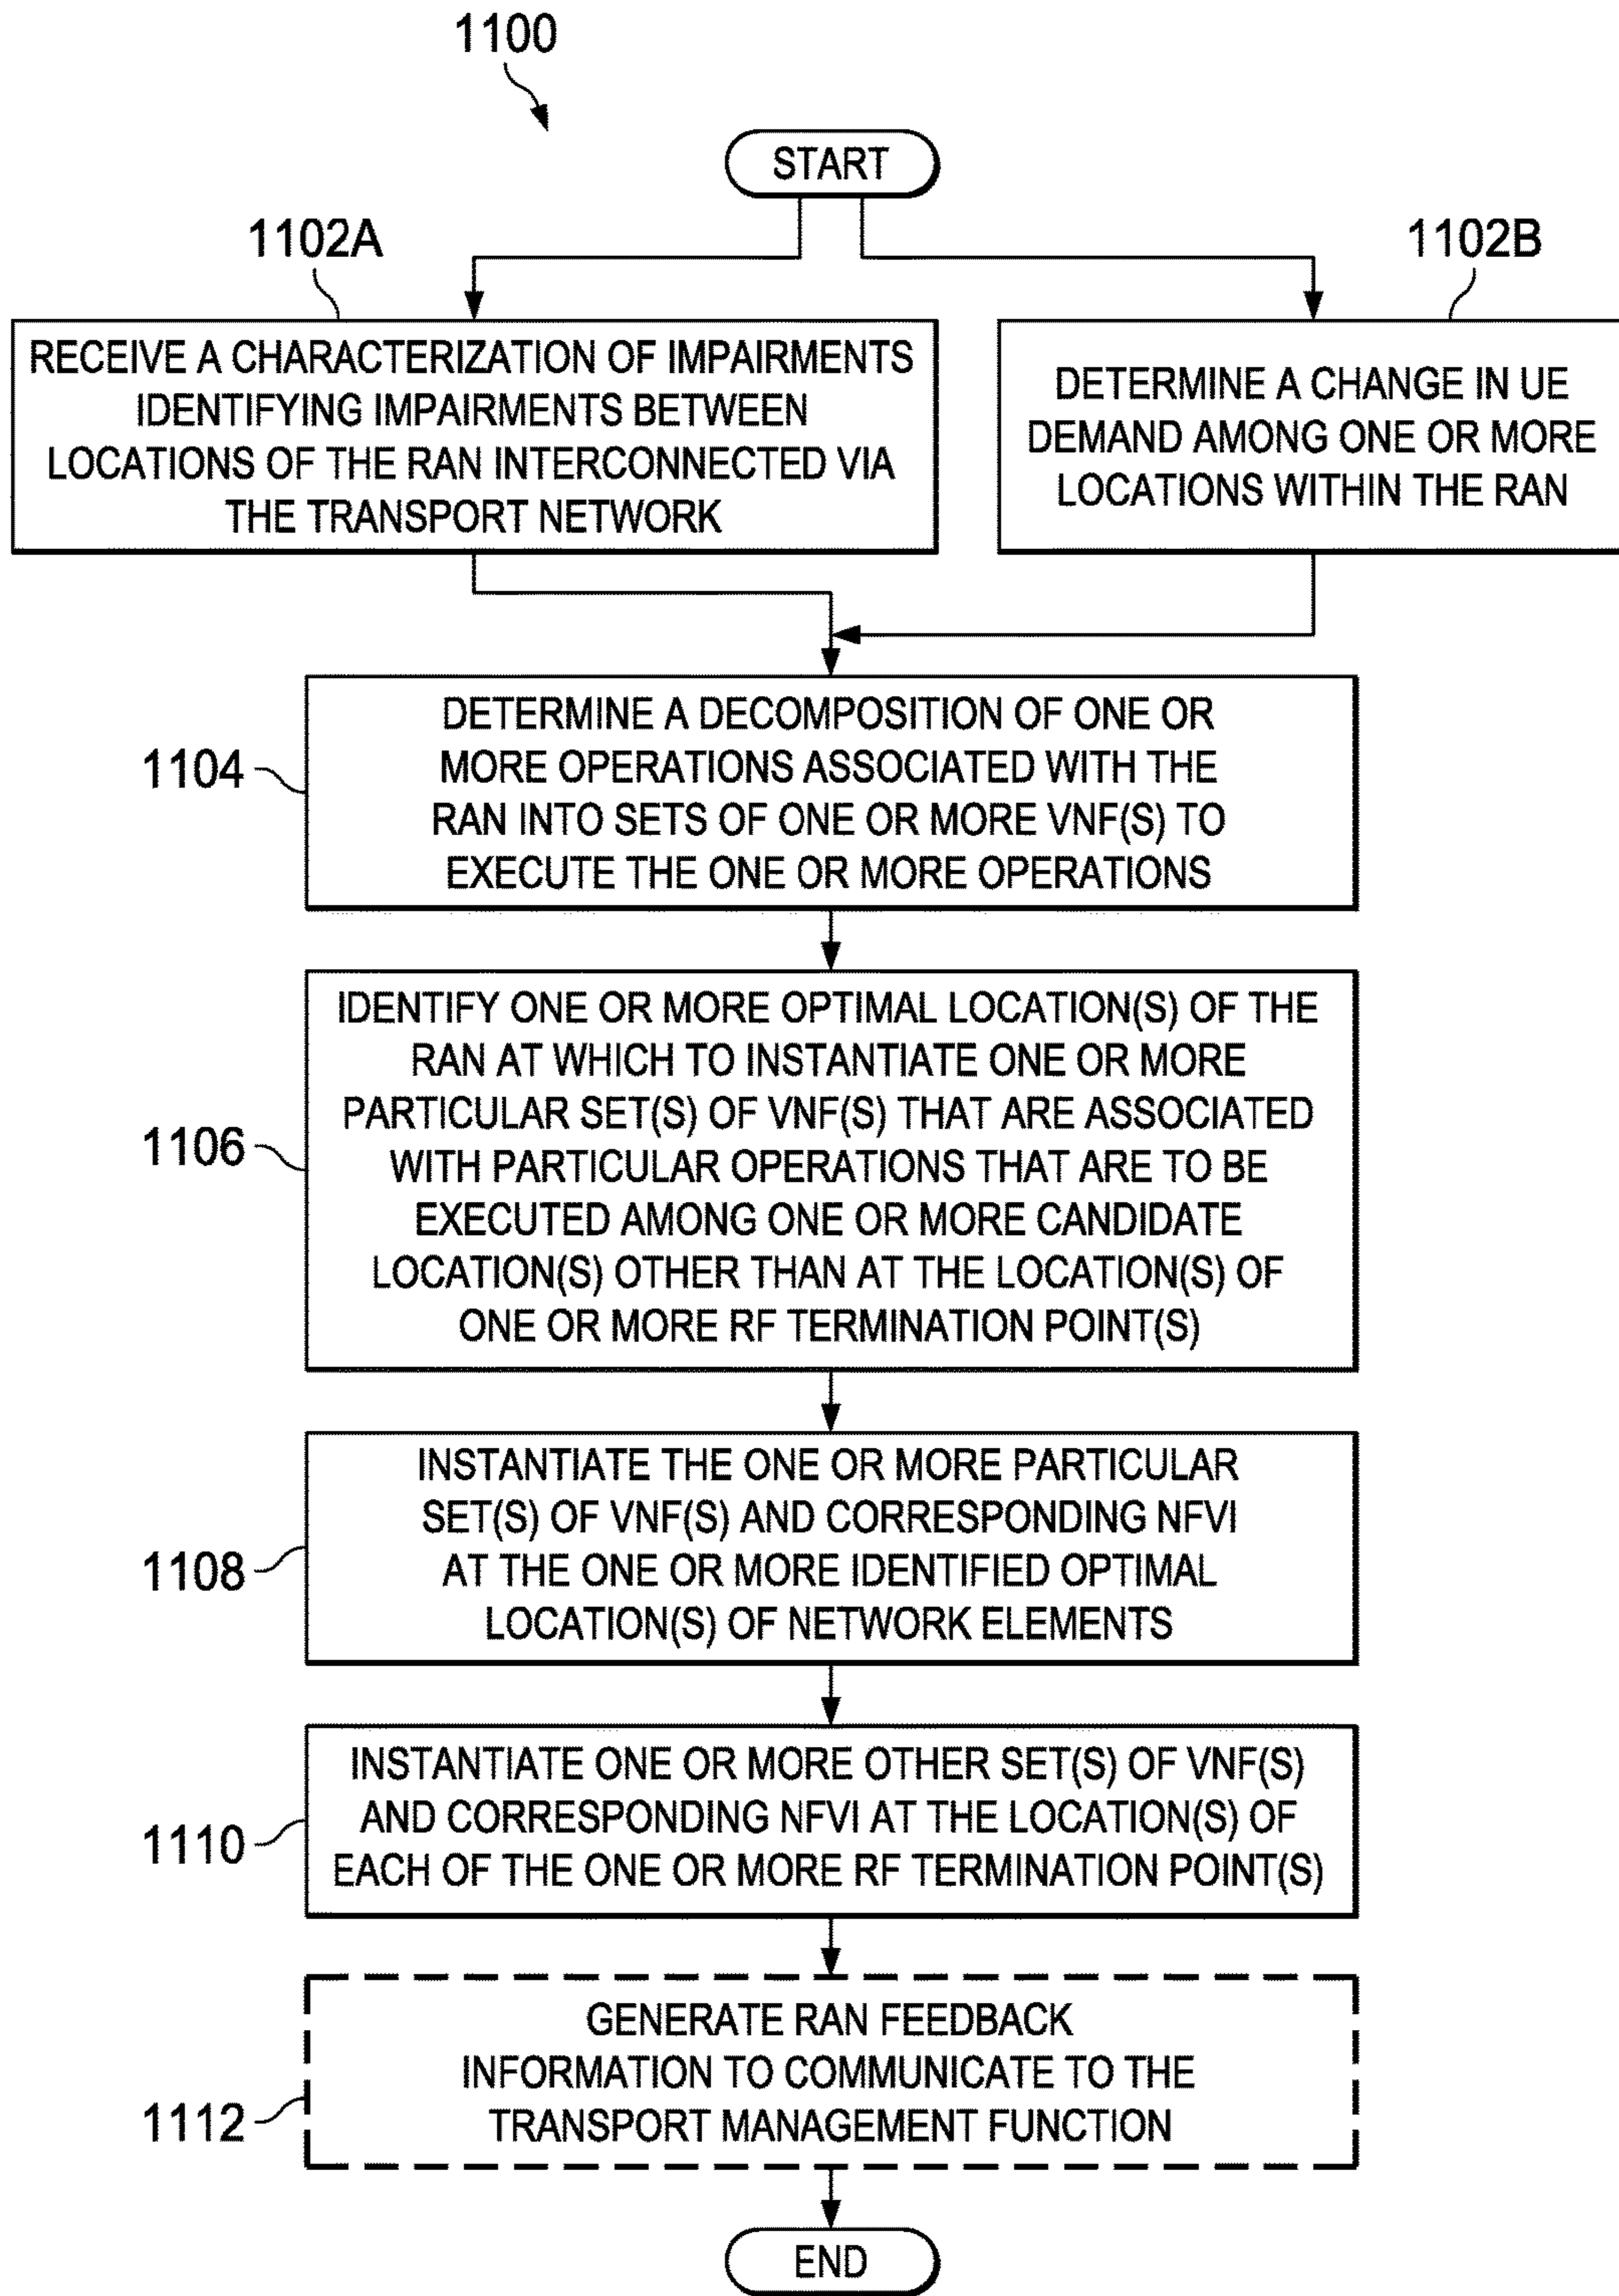 1100
START
1102A
1102B
RECEIVE A CHARACTERIZATION OF IMPAIRMENTS
IDENTIFYING IMPAIRMENTS BETWEEN
LOCATIONS OF THE RAN INTERCONNECTED VIA
THE TRANSPORT NETWORK
DETERMINE A CHANGE IN UE
DEMAND AMONG ONE OR MORE
LOCATIONS WITHIN THE RAN
1104
DETERMINE A DECOMPOSITION OF ONE OR
MORE OPERATIONS ASSOCIATED WITH THE
RAN INTO SETS OF ONE OR MORE VNF(S) TO
EXECUTE THE ONE OR MORE OPERATIONS
1106
IDENTIFY ONE OR MORE OPTIMAL LOCATION(S) OF THE
RAN AT WHICH TO INSTANTIATE ONE OR MORE
PARTICULAR SET(S) OF VNF(S) THAT ARE ASSOCIATED
WITH PARTICULAR OPERATIONS THAT ARE TO BE
EXECUTED AMONG ONE OR MORE CANDIDATE
LOCATION(S) OTHER THAN AT THE LOCATION(S) OF
ONE OR MORE RF TERMINATION POINT(S)
1108
INSTANTIATE THE ONE OR MORE PARTICULAR
SET(S) OF VNF(S) AND CORRESPONDING NFVI
AT THE ONE OR MORE IDENTIFIED OPTIMAL
LOCATION(S) OF NETWORK ELEMENTS
1110
INSTANTIATE ONE OR MORE OTHER SET(S) OF VNF(S)
AND CORRESPONDING NFVI AT THE LOCATION(S) OF
EACH OF THE ONE OR MORE RF TERMINATION POINT(S)
1112
GENERATE RAN FEEDBACK
INFORMATION TO COMMUNICATE TO THE
TRANSPORT MANAGEMENT FUNCTION
END